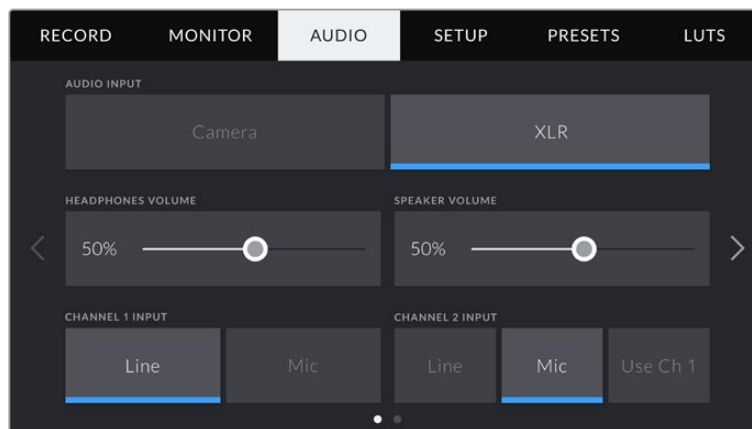 RECORD MONITOR AUDIO SETUP PRESETS LUTS
AUDIO INPUT
Camera XLR
HEADPHONES VOLUME SPEAKER VOLUME
50% 50%
CHANNEL 1 INPUT CHANNEL 2 INPUT
Line Mic Line Mic Use Ch 1